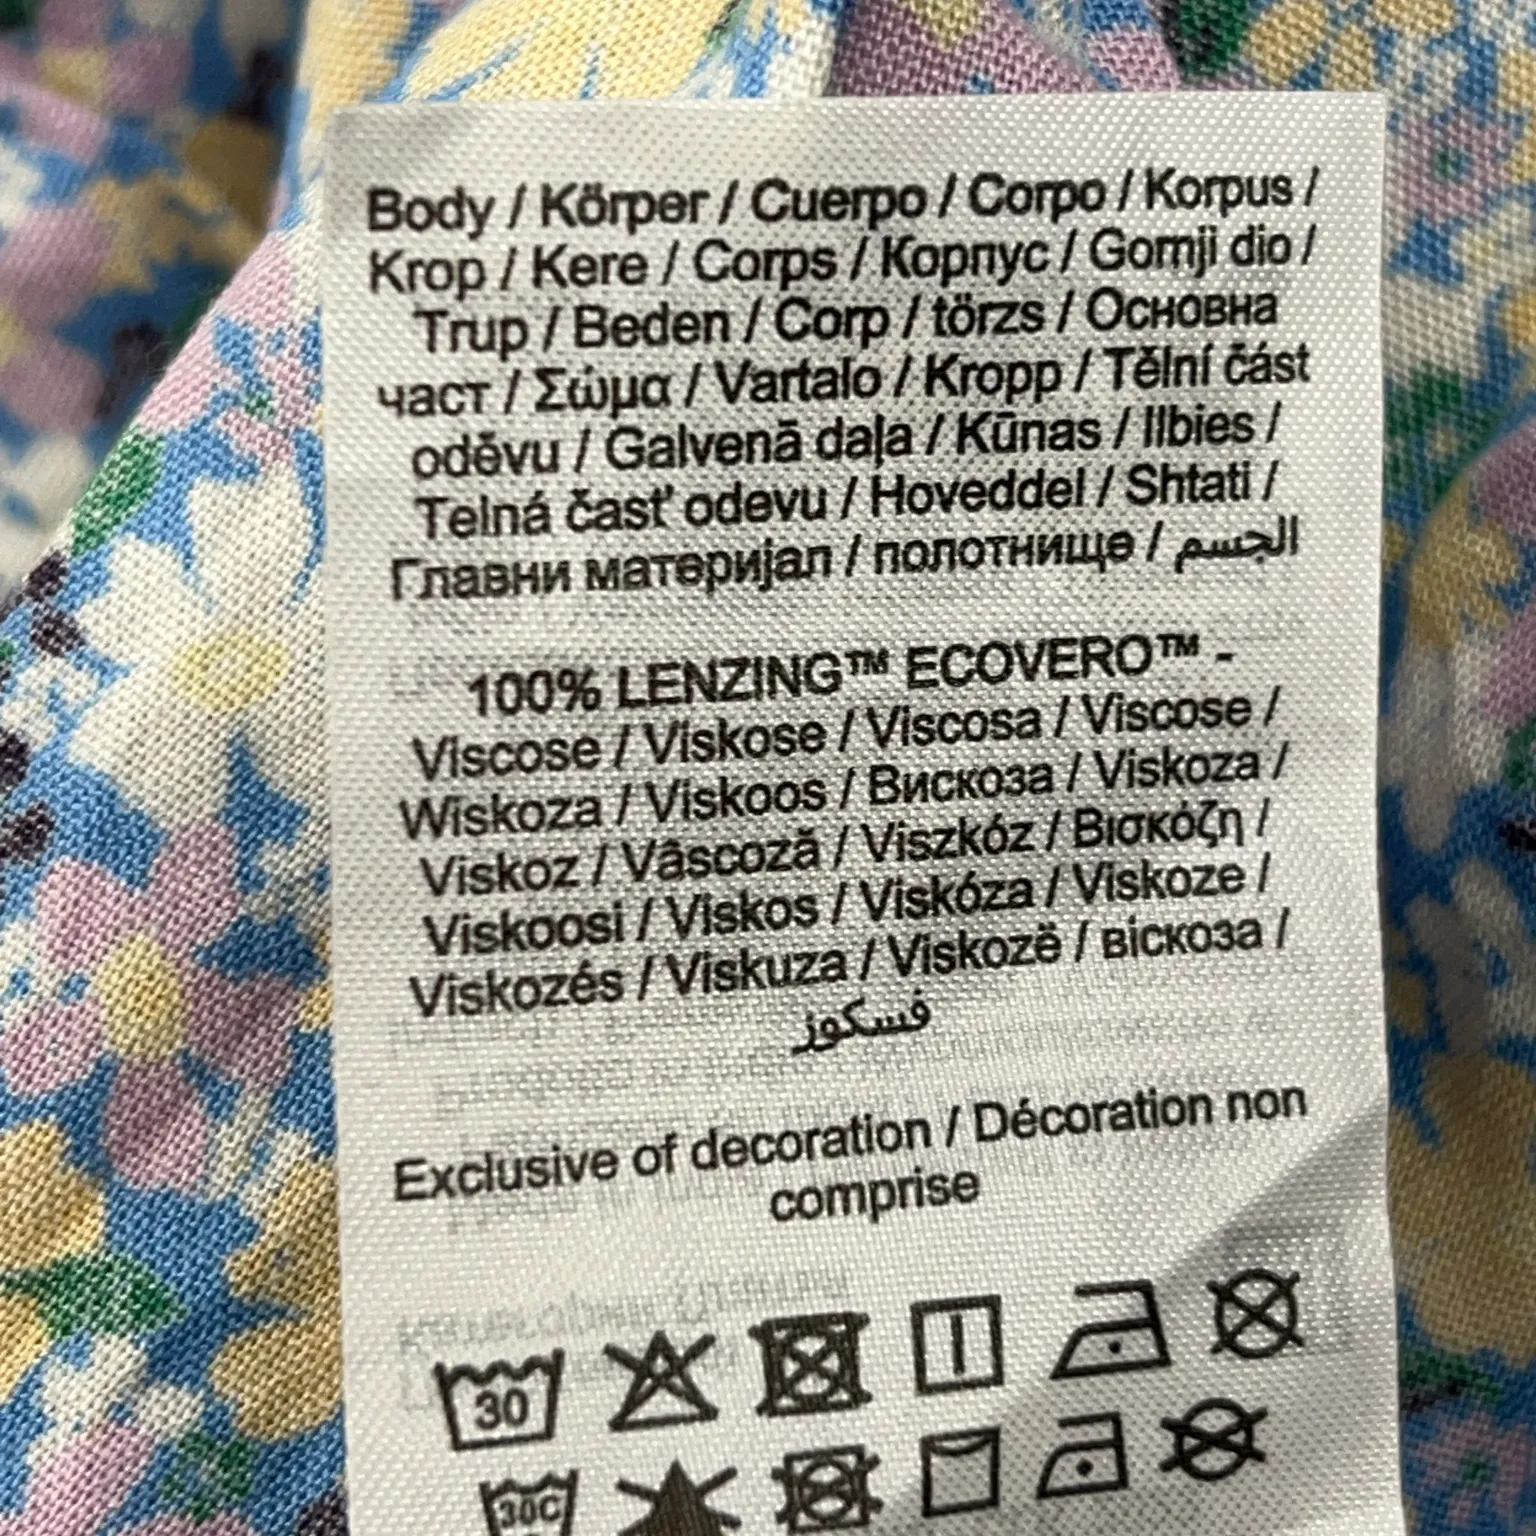 Body / Körper / Cuerpo / Corpo / Korpus /
Krop / Kere / Corps / Корпус / Gornji dio /
Trup / Beden / Corp / törzs / Основна
част / Σώμα / Vartalo / Kropp / Tělní část
oděvu / Galvenā daļa / Kūnas / Ilbies /
Telná časť odevu / Hoveddel / Shtati /
Главни материјал / полотнище / الجسم
100% LENZING™ ECOVERO™ -
Viscose / Viskose / Viscosa / Viscose /
Wiskoza / Viskoos / Вискоза / Viskoza /
Viskoz / Vâscoză / Viszkóz / Βισκόζη /
Viskoosi / Viskos / Viskóza / Viskoze /
Viskozés / Viskuza / Viskozë / віскоза /
فسكوز
Exclusive of decoration / Décoration non
comprise
30
30C